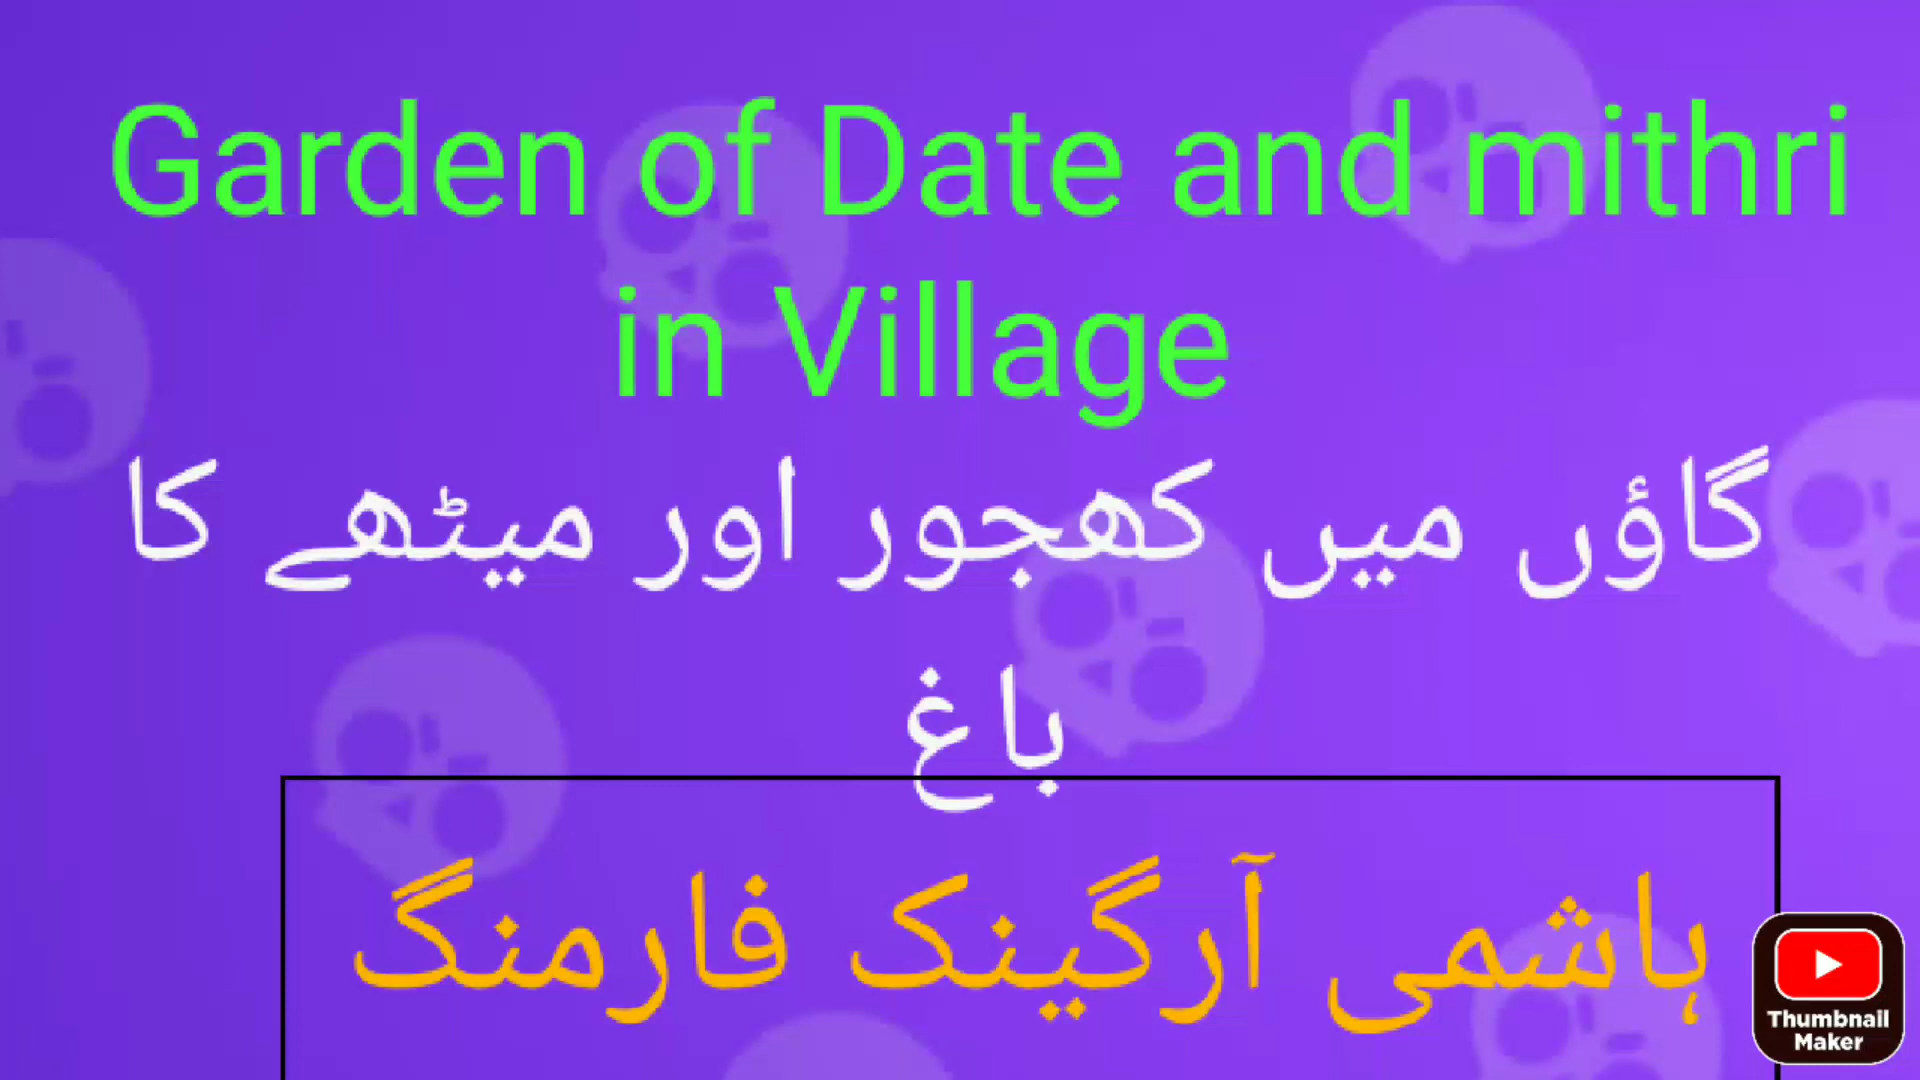 Garden of Date and mithri
in Village
گاؤں میں کھجور اور میٹھے کا
باغ
ہاشمی آرگینک فارمنگ
Thumbnail
Maker